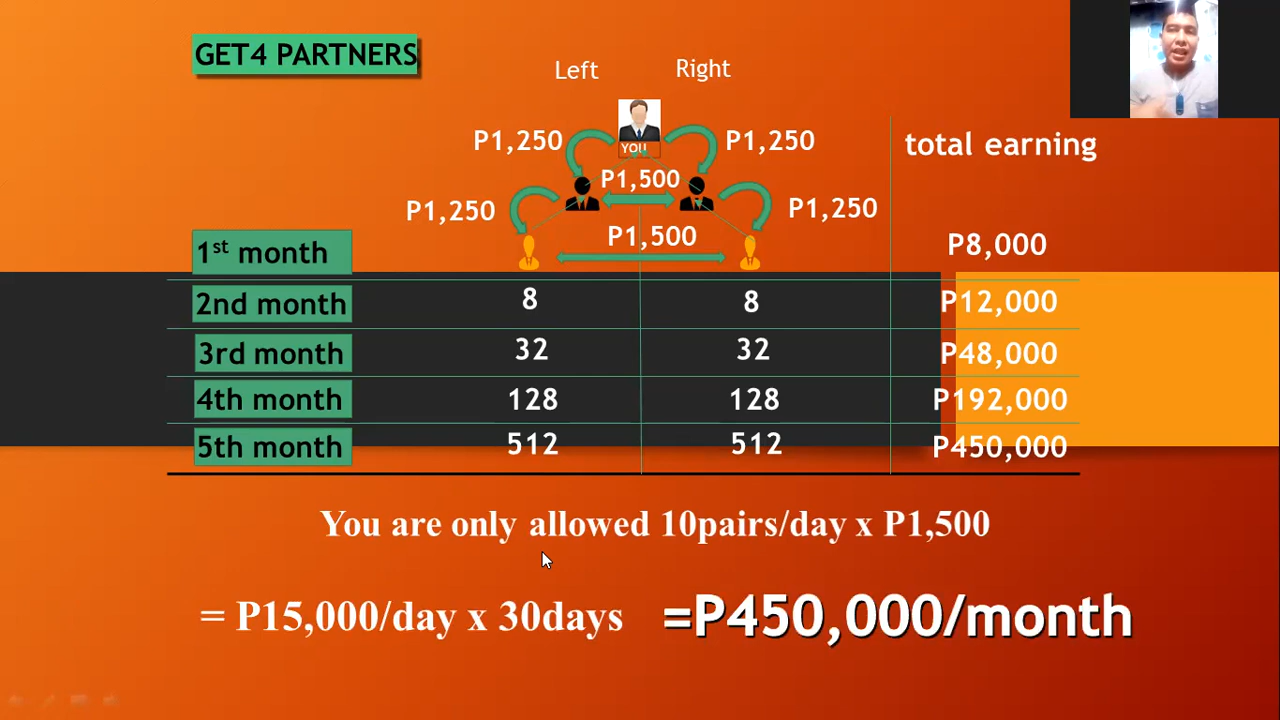 GET4 PARTNERS
Left Right
P1,250 YOU P1,250 total earning
P1,500
P1,250 P1,250
P1,500
1st month P8,000
2nd month 8 8 P12,000
3rd month 32 32 P48,000
4th month 128 128 P192,000
5th month 512 512 P450,000
You are only allowed 10pairs/day x P1,500
= P15,000/day x 30days =P450,000/month